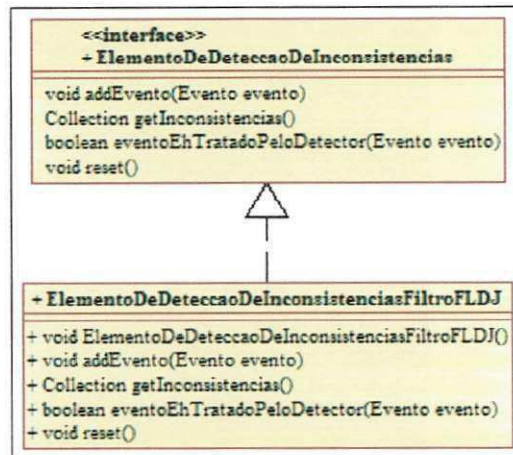 <<interface>>
+ ElementoDeDeteccaoDeInconsistencias
void addEvento(Evento evento)
Collection getInconsistencias()
boolean eventoEhTratadoPeloDetector(Evento evento)
void reset()
+ ElementoDeDeteccaoDeInconsistenciasFiltroFLDJ
+ void ElementoDeDeteccaoDeInconsistenciasFiltroFLDJ()
+ void addEvento(Evento evento)
+ Collection getInconsistencias()
+ boolean eventoEhTratadoPeloDetector(Evento evento)
+ void reset()